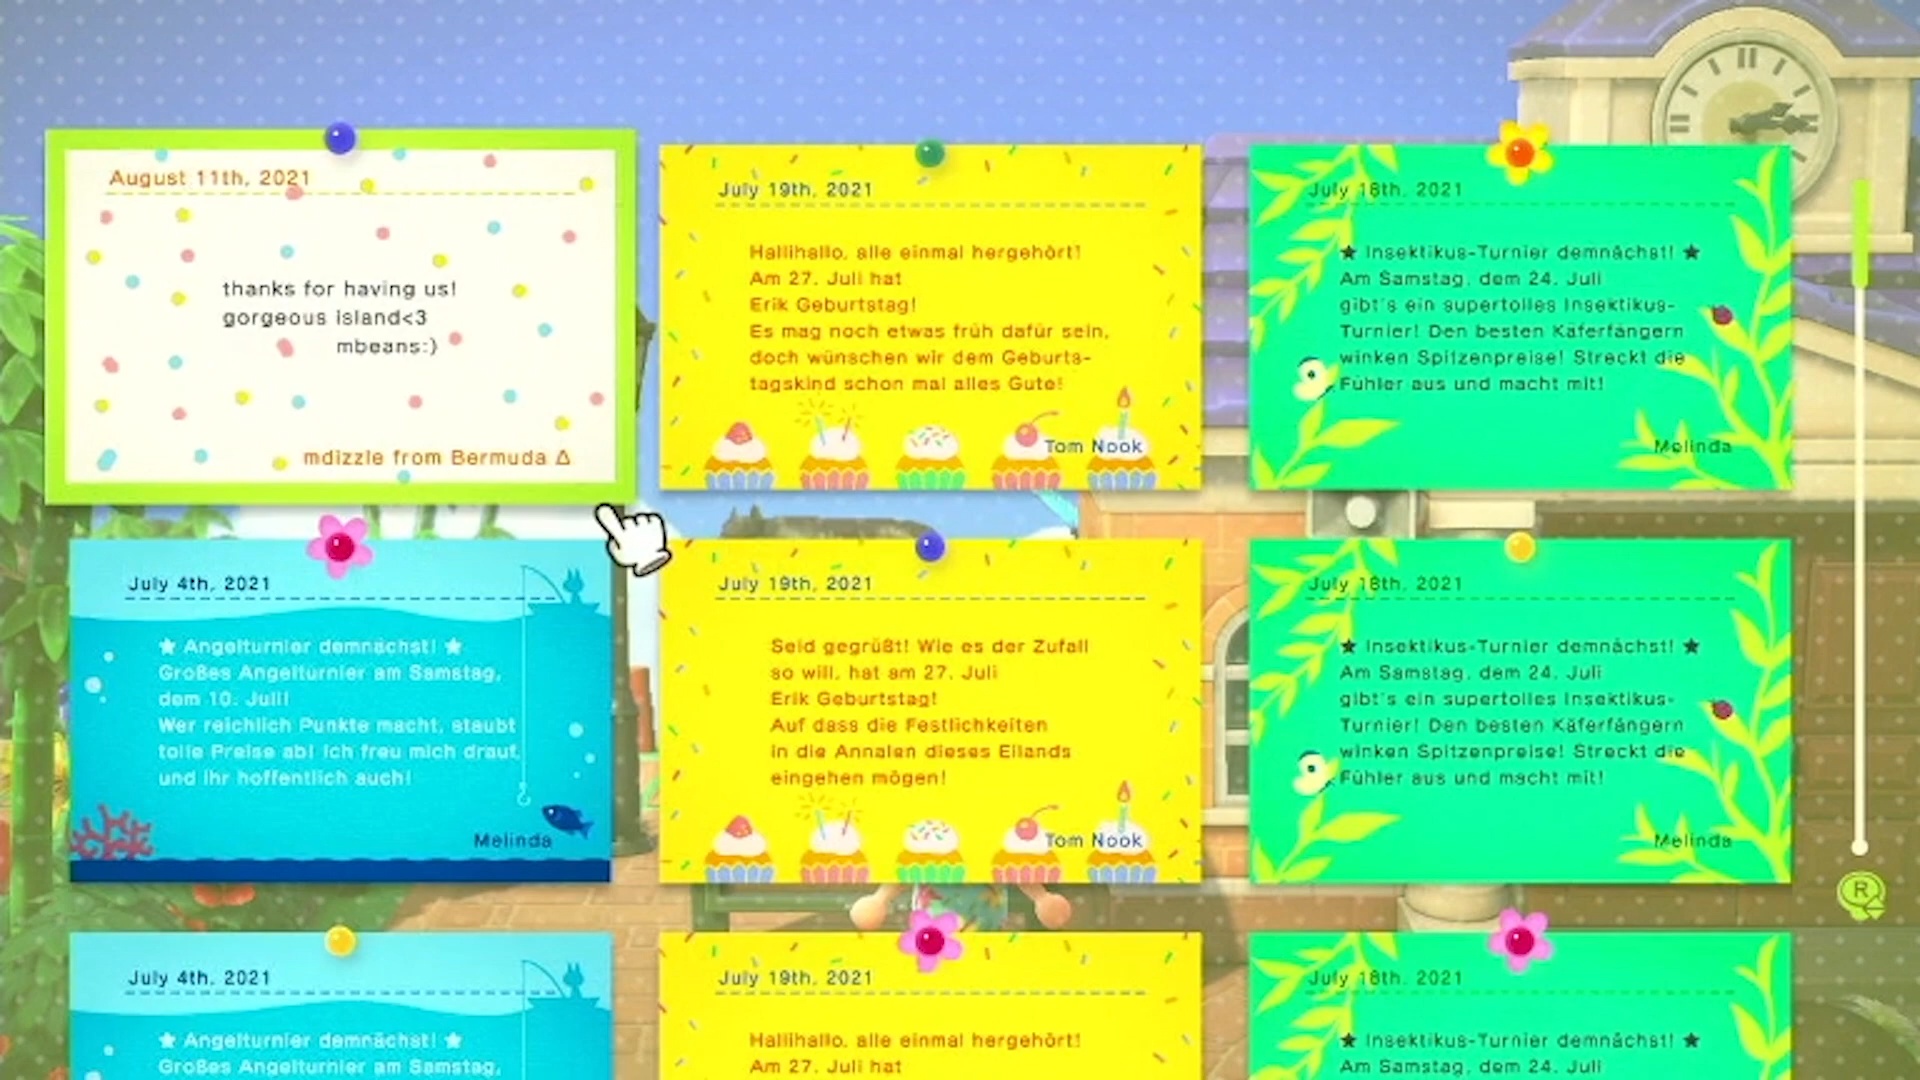 August 11th, 2021
thanks for having us!
gorgeous island<3
mbeans:)
mdizzle from Bermuda Δ
July 19th, 2021
Hallihallo, alle einmal hergehört!
Am 27. Juli hat
Erik Geburtstag!
Es mag noch etwas früh dafür sein,
doch wünschen wir dem Geburts-
tagskind schon mal alles Gute!
Tom Nook
July 18th, 2021
★ Insektikus-Turnier demnächst! ★
Am Samstag, dem 24. Juli
gibt's ein supertolles Insektikus-
Turnier! Den besten Käferfängern
winken Spitzenpreise! Streckt die
Fühler aus und macht mit!
Melinda
July 4th, 2021
★ Angelturnier demnächst! ★
Großes Angelturnier am Samstag,
dem 10. Juli!
Wer reichlich Punkte macht, staubt
tolle Preise ab! Ich freu mich drauf,
und ihr hoffentlich auch!
Melinda
July 19th, 2021
Seid gegrüßt! Wie es der Zufall
so will, hat am 27. Juli
Erik Geburtstag!
Auf dass die Festlichkeiten
in die Annalen dieses Eilands
eingehen mögen!
Tom Nook
July 18th, 2021
★ Insektikus-Turnier demnächst! ★
Am Samstag, dem 24. Juli
gibt's ein supertolles Insektikus-
Turnier! Den besten Käferfängern
winken Spitzenpreise! Streckt die
Fühler aus und macht mit!
Melinda
R
July 4th, 2021
★ Angelturnier demnächst! ★
Großes Angelturnier am Samstag,
July 19th, 2021
Hallihallo, alle einmal hergehört!
Am 27. Juli hat
July 18th, 2021
★ Insektikus-Turnier demnächst! ★
Am Samstag, dem 24. Juli